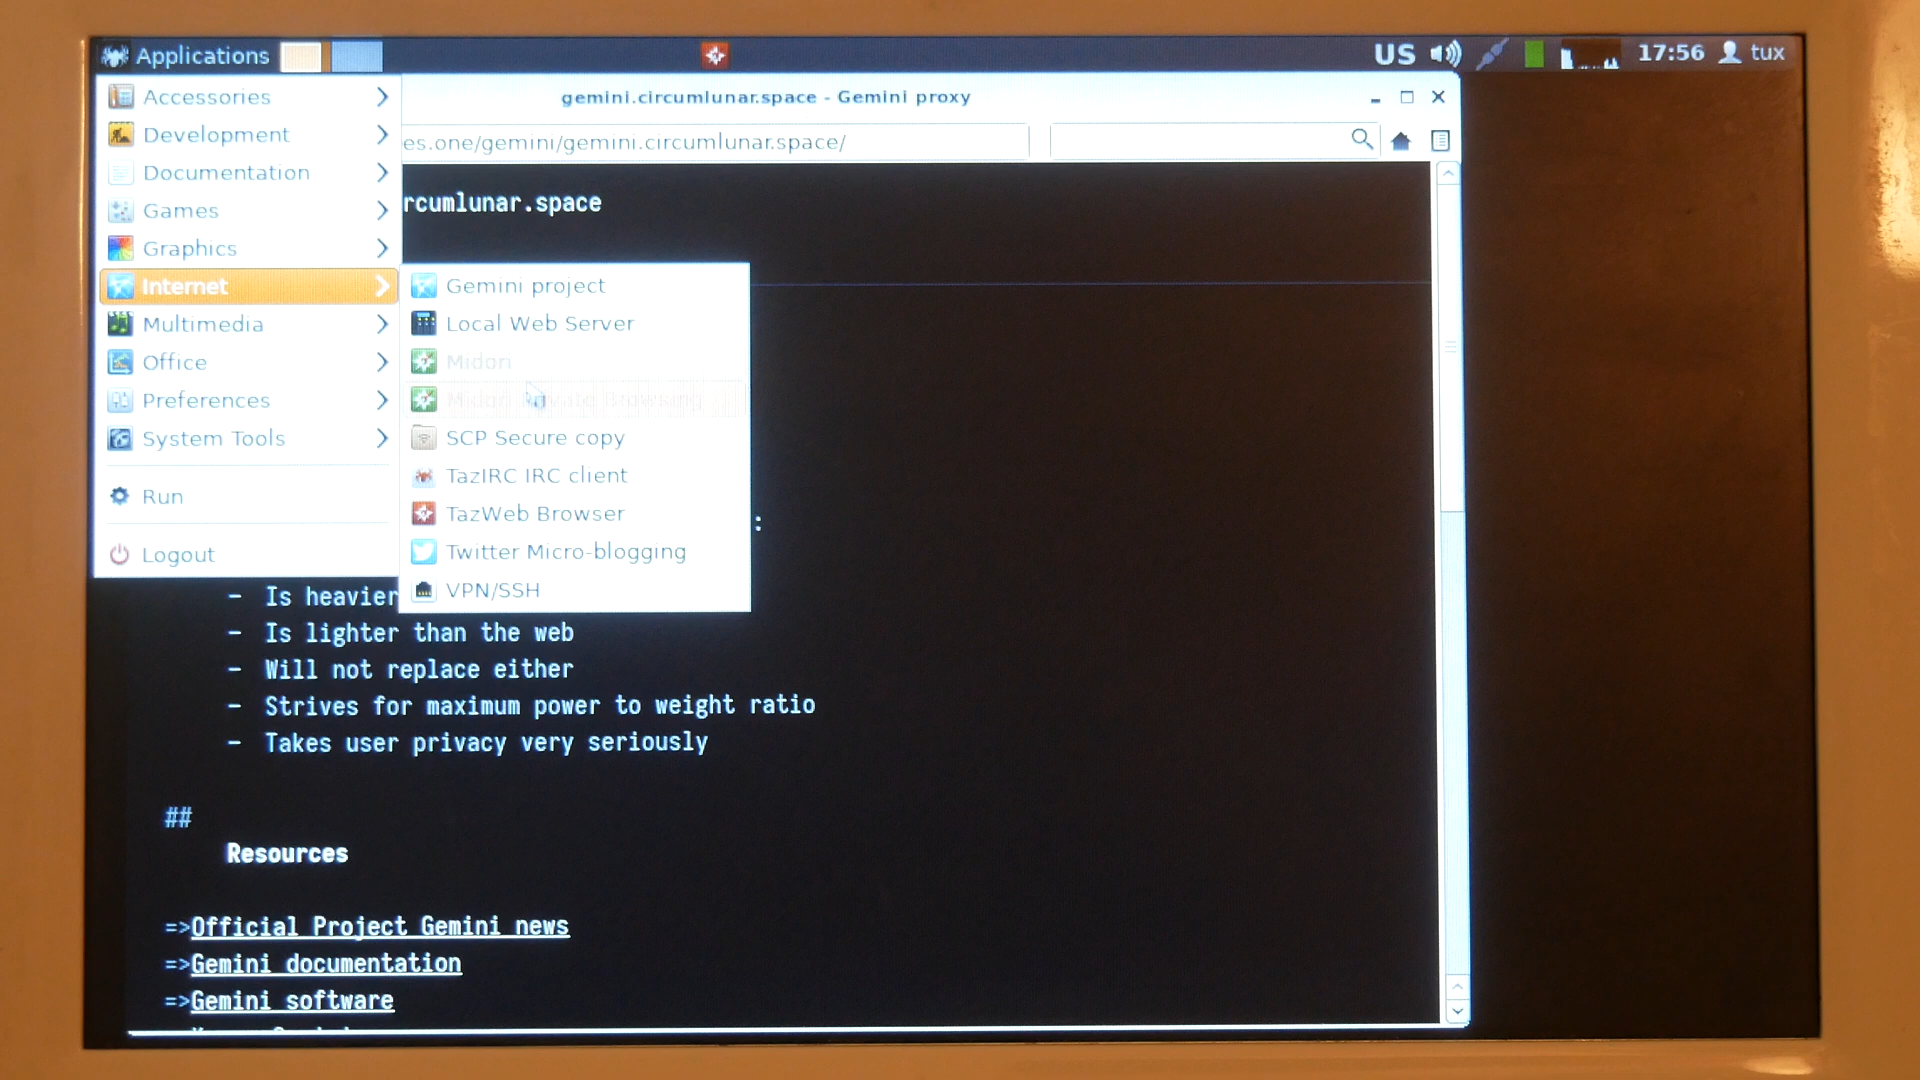 Applications
US
17:56
tux
Accessories
Development
Documentation
Games
Graphics
Internet
Multimedia
Office
Preferences
System Tools
Run
Logout
Gemini project
Local Web Server
Midori
Midori Private Browsing
SCP Secure copy
TazIRC IRC client
TazWeb Browser
Twitter Micro-blogging
VPN/SSH
gemini.circumlunar.space - Gemini proxy
es.one/gemini/gemini.circumlunar.space/
rcumlunar.space
:
- Is heavier
- Is lighter than the web
- Will not replace either
- Strives for maximum power to weight ratio
- Takes user privacy very seriously
##
Resources
=>Official Project Gemini news
=>Gemini documentation
=>Gemini software